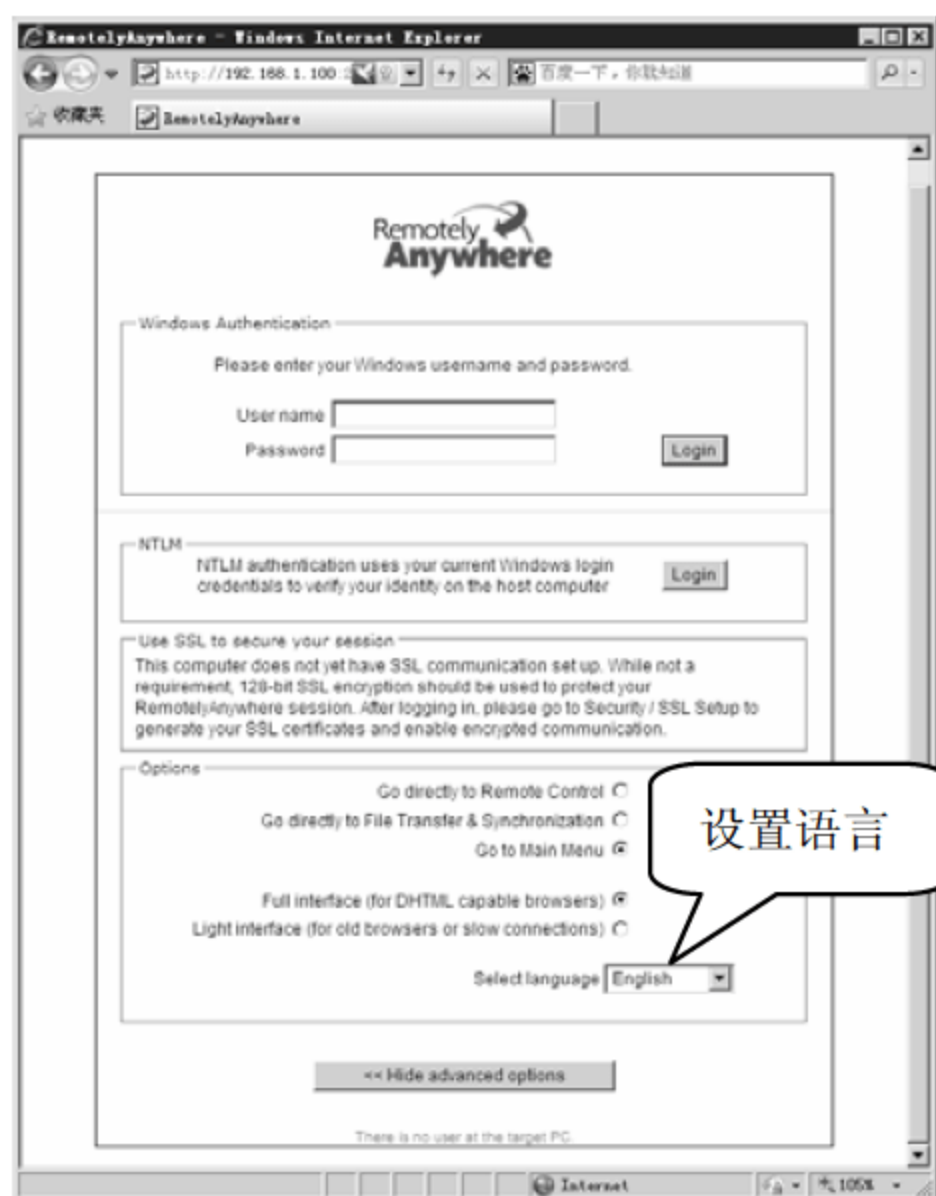 RemotelyAnywhere - Windows Internet Explorer
http://192.168.1.100:
百度一下，你就知道
收藏夹
RemotelyAnywhere
Remotely
Anywhere
Windows Authentication
Please enter your Windows username and password.
User name
Password
Login
NTLM
NTLM authentication uses your current Windows login
credentials to verify your identity on the host computer
Login
Use SSL to secure your session
This computer does not yet have SSL communication set up. While not a
requirement, 128-bit SSL encryption should be used to protect your
RemotelyAnywhere session. After logging in, please go to Security / SSL Setup to
generate your SSL certificates and enable encrypted communication.
Options
Go directly to Remote Control
Go directly to File Transfer & Synchronization
Go to Main Menu
设置语言
Full interface (for DHTML capable browsers)
Light interface (for old browsers or slow connections)
Select language English
<< Hide advanced options
There is no user at the target PC.
Internet
105%